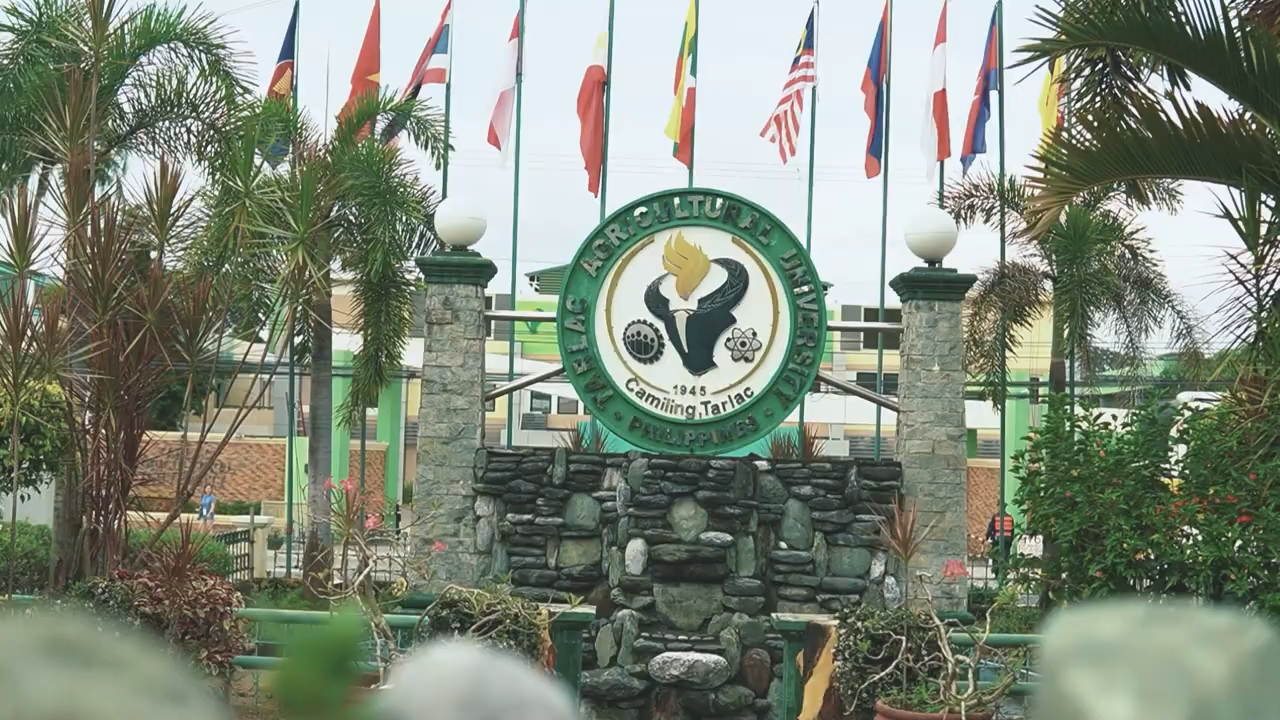 TARLAC AGRICULTURAL UNIVERSITY
1945
Camiling, Tarlac
• PHILIPPINES •